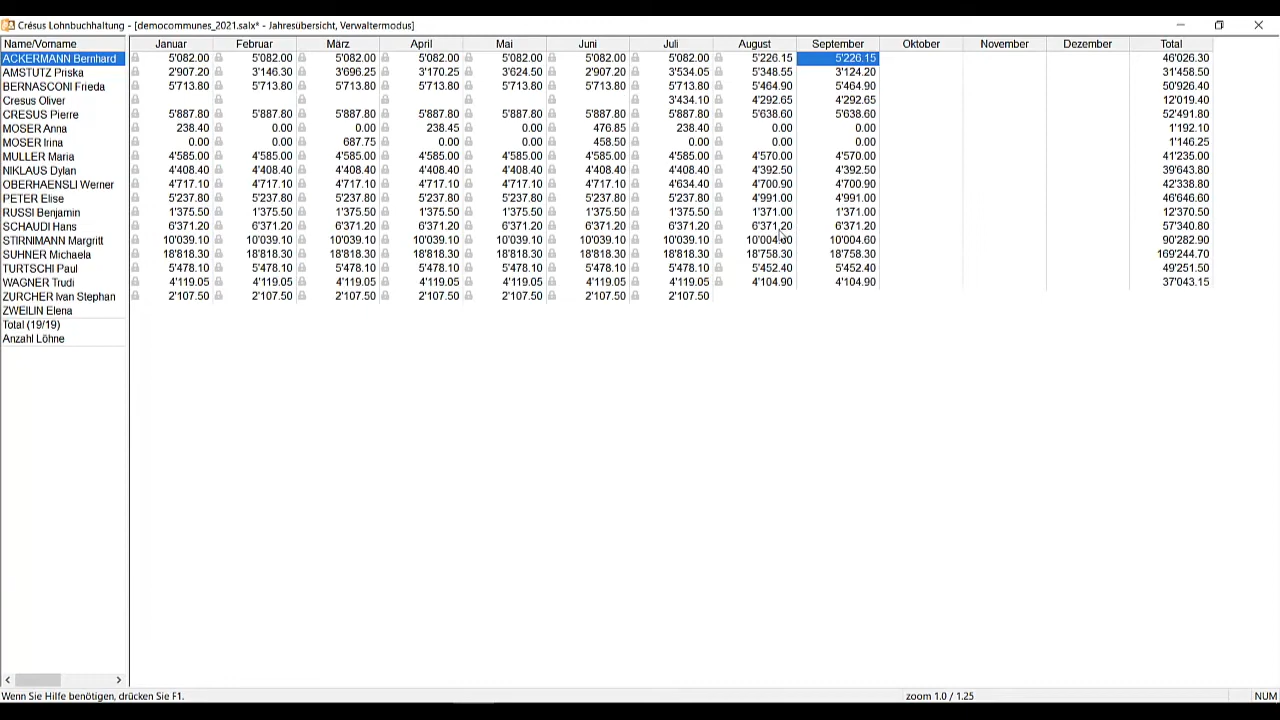 Crésus Lohnbuchhaltung - [democommunes_2021.salx* - Jahresübersicht, Verwaltermodus]
Name/Vorname Januar Februar März April Mai Juni Juli August September Oktober November Dezember Total
ACKERMANN Bernhard 5'082.00 5'082.00 5'082.00 5'082.00 5'082.00 5'082.00 5'082.00 5'226.15 5'226.15 46'026.30
AMSTUTZ Priska 2'907.20 3'146.30 3'696.25 3'170.25 3'624.50 2'907.20 3'534.05 5'348.55 3'124.20 31'458.50
BERNASCONI Frieda 5'713.80 5'713.80 5'713.80 5'713.80 5'713.80 5'713.80 5'713.80 5'464.90 5'464.90 50'926.40
Cresus Oliver 3'434.10 4'292.65 4'292.65 12'019.40
CRESUS Pierre 5'887.80 5'887.80 5'887.80 5'887.80 5'887.80 5'887.80 5'887.80 5'638.60 5'638.60 52'491.80
MOSER Anna 238.40 0.00 0.00 238.45 0.00 476.85 238.40 0.00 0.00 1'192.10
MOSER Irina 0.00 0.00 687.75 0.00 0.00 458.50 0.00 0.00 0.00 1'146.25
MULLER Maria 4'585.00 4'585.00 4'585.00 4'585.00 4'585.00 4'585.00 4'585.00 4'570.00 4'570.00 41'235.00
NIKLAUS Dylan 4'408.40 4'408.40 4'408.40 4'408.40 4'408.40 4'408.40 4'408.40 4'392.50 4'392.50 39'643.80
OBERHAENSLI Werner 4'717.10 4'717.10 4'717.10 4'717.10 4'717.10 4'717.10 4'634.40 4'700.90 4'700.90 42'338.80
PETER Elise 5'237.80 5'237.80 5'237.80 5'237.80 5'237.80 5'237.80 5'237.80 4'991.00 4'991.00 46'646.60
RUSSI Benjamin 1'375.50 1'375.50 1'375.50 1'375.50 1'375.50 1'375.50 1'375.50 1'371.00 1'371.00 12'370.50
SCHAUDI Hans 6'371.20 6'371.20 6'371.20 6'371.20 6'371.20 6'371.20 6'371.20 6'371.20 6'371.20 57'340.80
STIRNIMANN Margritt 10'039.10 10'039.10 10'039.10 10'039.10 10'039.10 10'039.10 10'039.10 10'004.60 10'004.60 90'282.90
SUHNER Michaela 18'818.30 18'818.30 18'818.30 18'818.30 18'818.30 18'818.30 18'818.30 18'758.30 18'758.30 169'244.70
TURTSCHI Paul 5'478.10 5'478.10 5'478.10 5'478.10 5'478.10 5'478.10 5'478.10 5'452.40 5'452.40 49'251.50
WAGNER Trudi 4'119.05 4'119.05 4'119.05 4'119.05 4'119.05 4'119.05 4'119.05 4'104.90 4'104.90 37'043.15
ZURCHER Ivan Stephan 2'107.50 2'107.50 2'107.50 2'107.50 2'107.50 2'107.50 2'107.50
ZWEILIN Elena
Total (19/19)
Anzahl Löhne
Wenn Sie Hilfe benötigen, drücken Sie F1. zoom 1.0 / 1.25 NUM